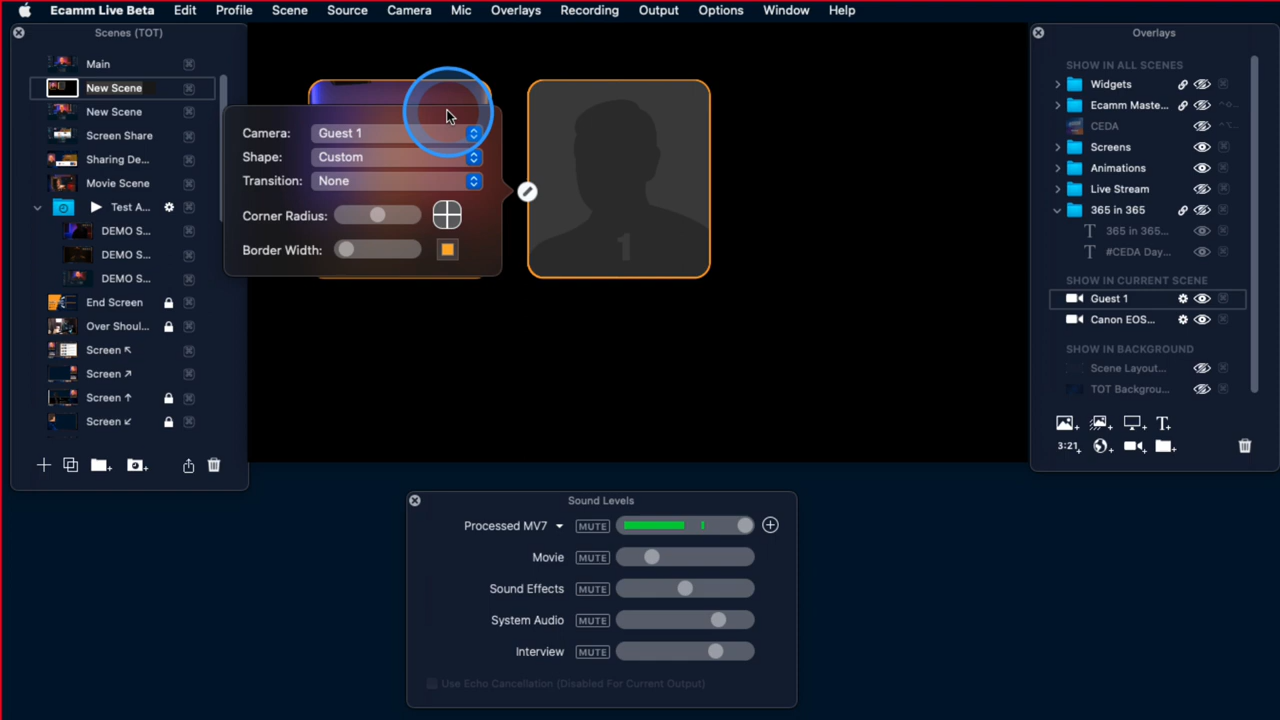 Ecamm Live Beta Edit Profile Scene Source Camera Mic Overlays Recording Output Options Window Help
Scenes (TOT)
Main
New Scene
New Scene
Screen Share
Sharing De...
Movie Scene
Test A...
DEMO S...
DEMO S...
DEMO S...
End Screen
Over Shoul...
Screen ↖
Screen ↗
Screen ↑
Screen ↙
Camera: Guest 1
Shape: Custom
Transition: None
Corner Radius:
Border Width:
1
Overlays
SHOW IN ALL SCENES
Widgets
Ecamm Maste...
CEDA
Screens
Animations
Live Stream
365 in 365
T 365 in 365...
T #CEDA Day...
SHOW IN CURRENT SCENE
Guest 1
Canon EOS...
SHOW IN BACKGROUND
Scene Layout...
TOT Backgrou...
T+
3:21+
Sound Levels
Processed MV7 MUTE
Movie MUTE
Sound Effects MUTE
System Audio MUTE
Interview MUTE
Use Echo Cancellation (Disabled For Current Output)